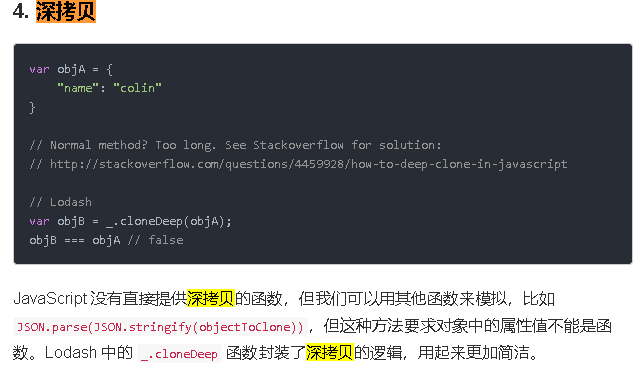 4. 深拷贝
var objA = {
    "name": "colin"
}
// Normal method? Too long. See Stackoverflow for solution:
// http://stackoverflow.com/questions/4459928/how-to-deep-clone-in-javascript
// Lodash
var objB = _.cloneDeep(objA);
objB === objA // false
JavaScript 没有直接提供深拷贝的函数，但我们可以用其他函数来模拟，比如
JSON.parse(JSON.stringify(objectToClone))，但这种方法要求对象中的属性值不能是函
数。Lodash 中的 _.cloneDeep 函数封装了深拷贝的逻辑，用起来更加简洁。